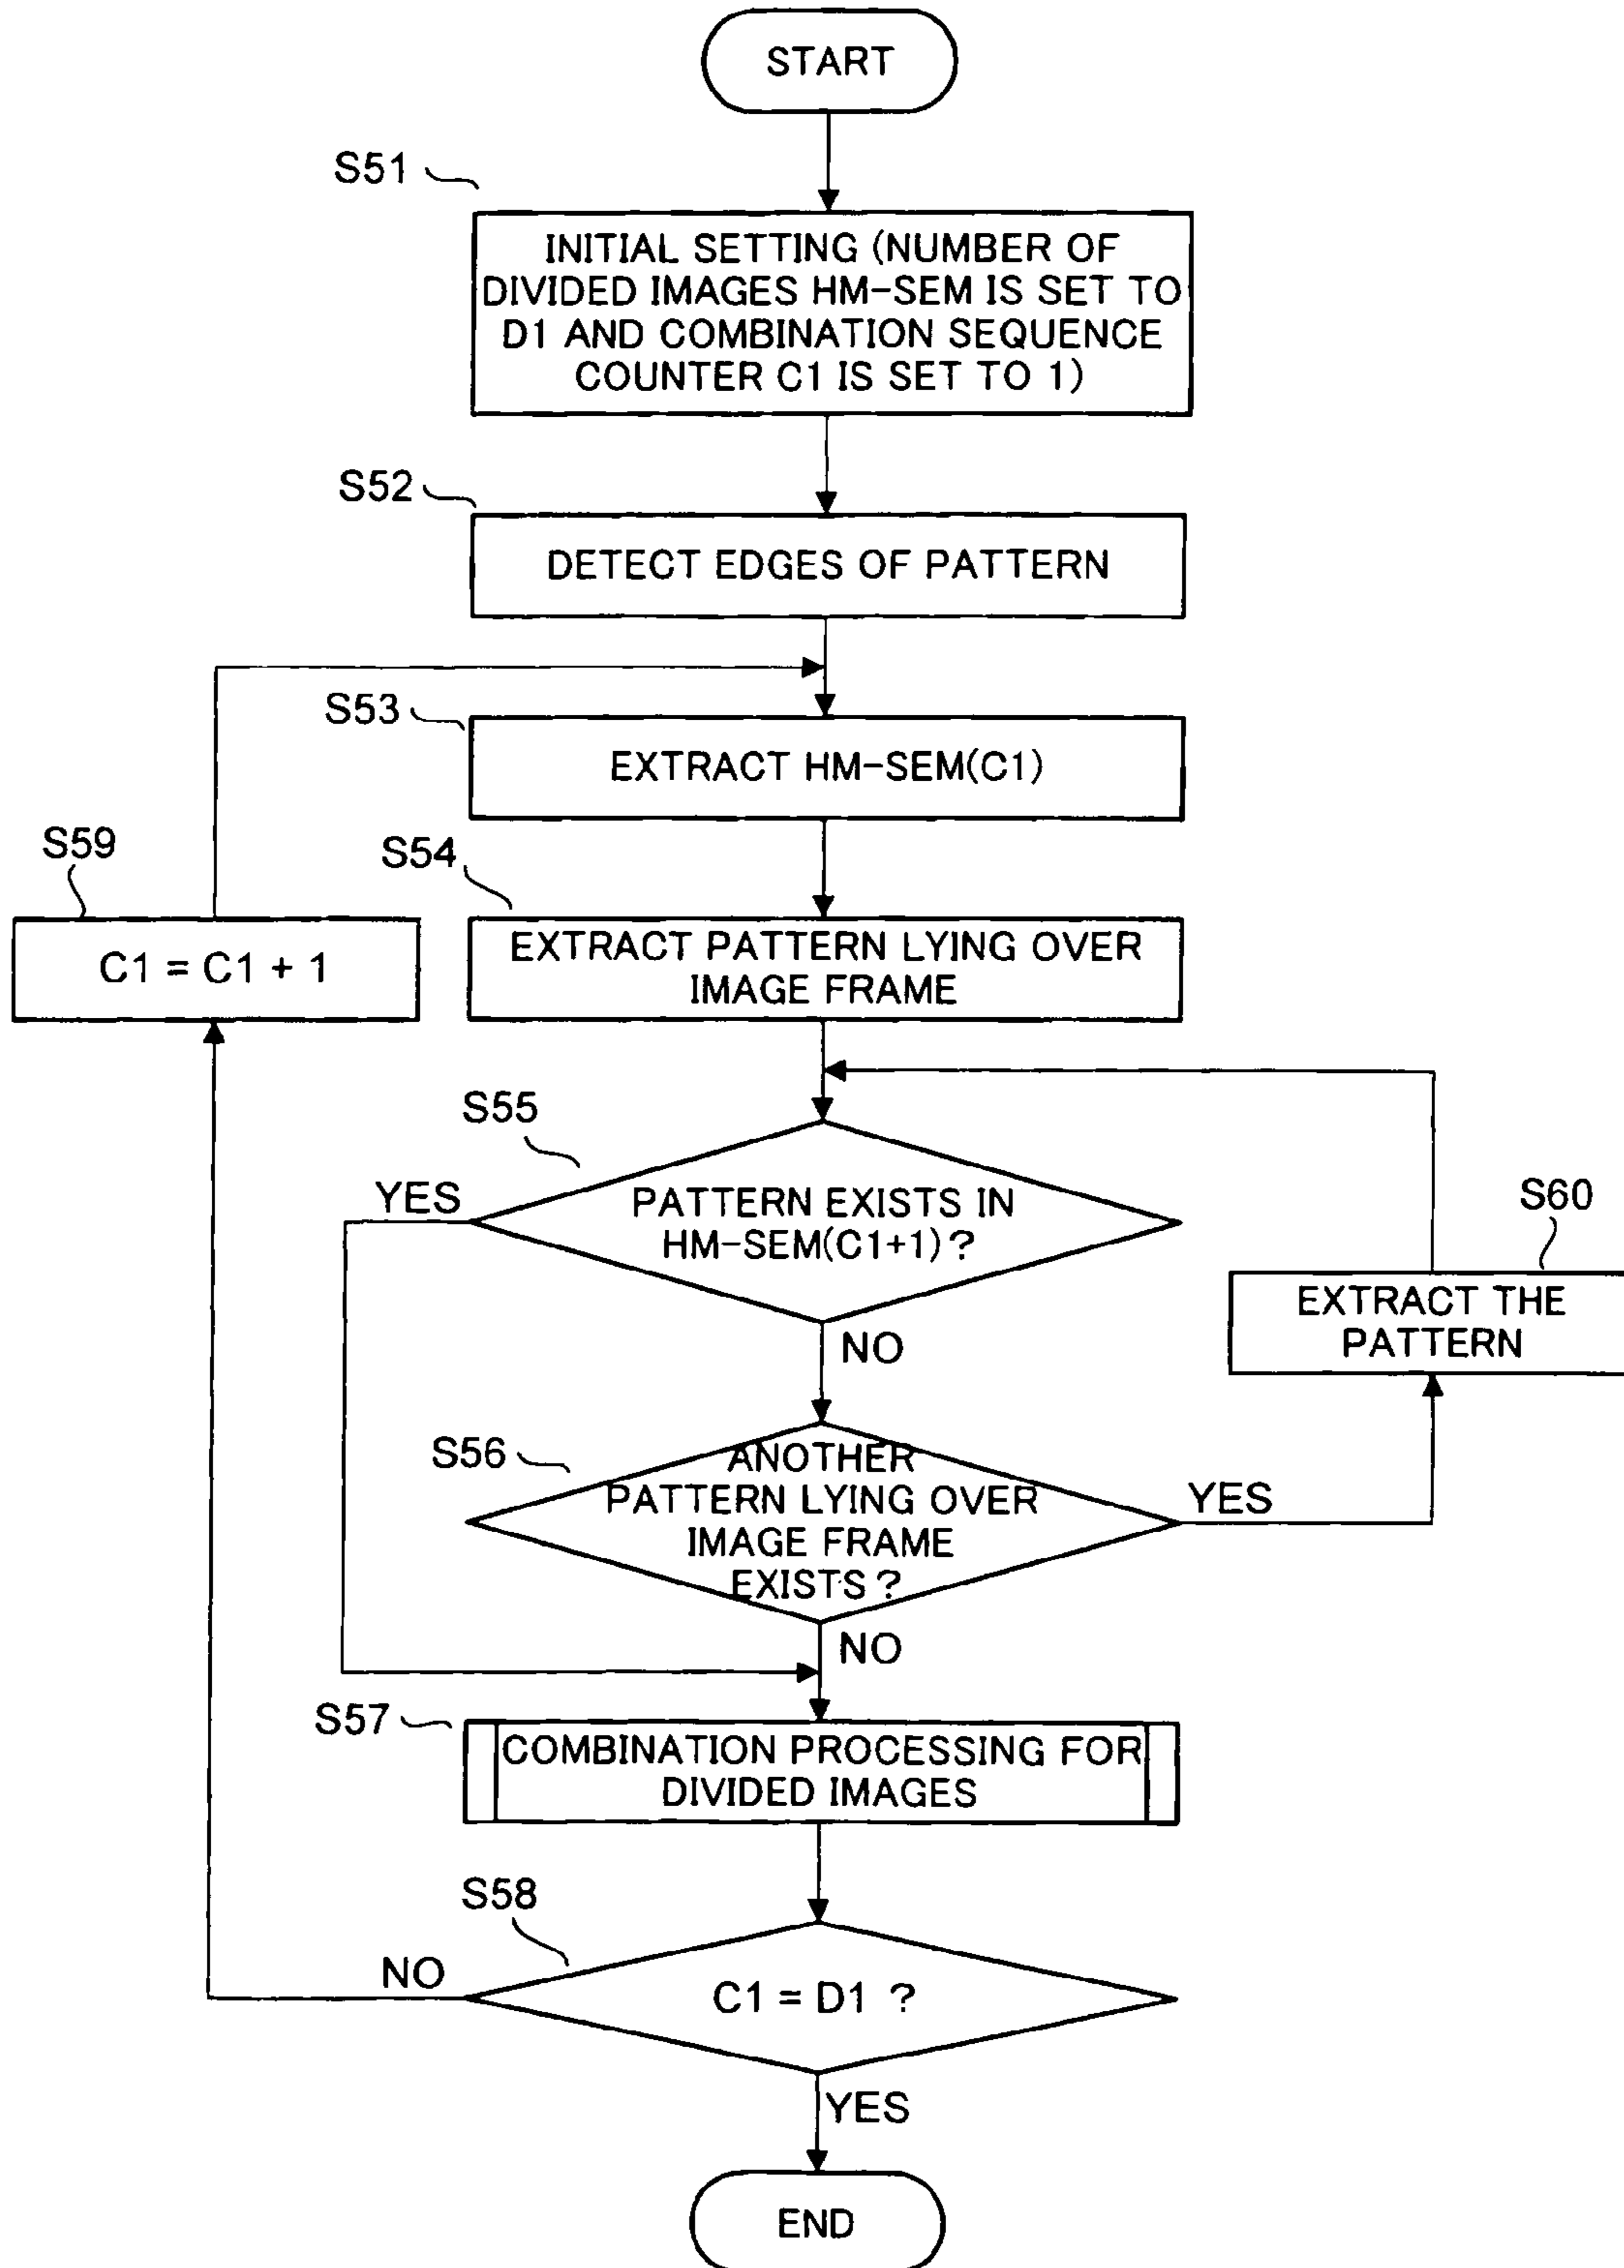 START
S51
INITIAL SETTING (NUMBER OF
DIVIDED IMAGES HM-SEM IS SET TO
D1 AND COMBINATION SEQUENCE
COUNTER C1 IS SET TO 1)
S52
DETECT EDGES OF PATTERN
S53
EXTRACT HM-SEM(C1)
S59
C1 = C1 + 1
S54
EXTRACT PATTERN LYING OVER
IMAGE FRAME
S55
YES
PATTERN EXISTS IN
HM-SEM(C1+1) ?
NO
S60
EXTRACT THE
PATTERN
S56
ANOTHER
PATTERN LYING OVER
IMAGE FRAME
EXISTS ?
YES
NO
S57
COMBINATION PROCESSING FOR
DIVIDED IMAGES
S58
NO
C1 = D1 ?
YES
END